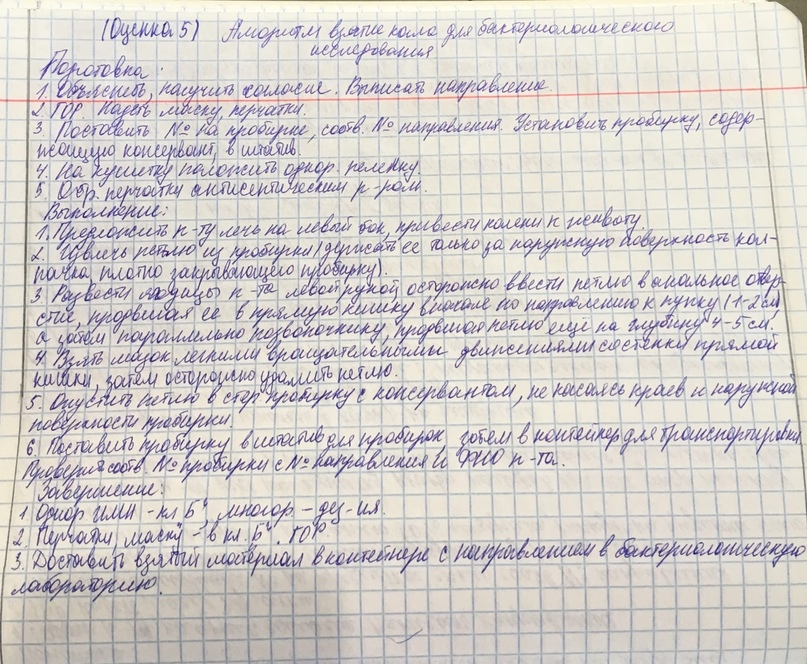 (Оценка 5) Алгоритм взятие кала для бактериологического
исследования
Подготовка:
1. Объяснить, получить согласие. Выписать направление.
2. ГОР. Надеть маску, перчатки.
3. Поставить № на пробирке, соотв. № направления. Установить пробирку, содер-
жащую консервант, в штатив.
4. На кушетку положить однор. пеленку.
5. Обр. перчатки антисептическим р-ром.
Выполнение:
1. Предложить п-ту лечь на левый бок, привести колени к животу
2. Извлечь петлю из пробирки (держать ее только за наружную поверхность кол-
пачка плотно закрывающего пробирку).
3. Развести ягодицы п-та левой рукой, осторожно ввести петлю в анальное отвер-
стие, продвигая ее в прямую кишку вначале по направлению к пупку (1-2 см,
а затем параллельно позвоночнику, продвигая петлю еще на глубину 4-5 см.
4. Взять мазок легкими вращательными движениями со стенки прямой
кишки, затем осторожно удалить петлю.
5. Опустить петлю в стер пробирку с консервантом, не касаясь краев и наружной
поверхности пробирки.
6. Поставить пробирку в штатив для пробирок, затем в контейнер для транспортировки
Проверить соотв. № пробирки с № направления и ФИО п-та.
Завершение:
1 Однор ИМН - кл „Б“, многор - дез-ия.
2. Перчатки, маску - в кл. „Б“. ГОР.
3. Доставить взятый материал в контейнере с направлением в бактериологическую
лабораторию.